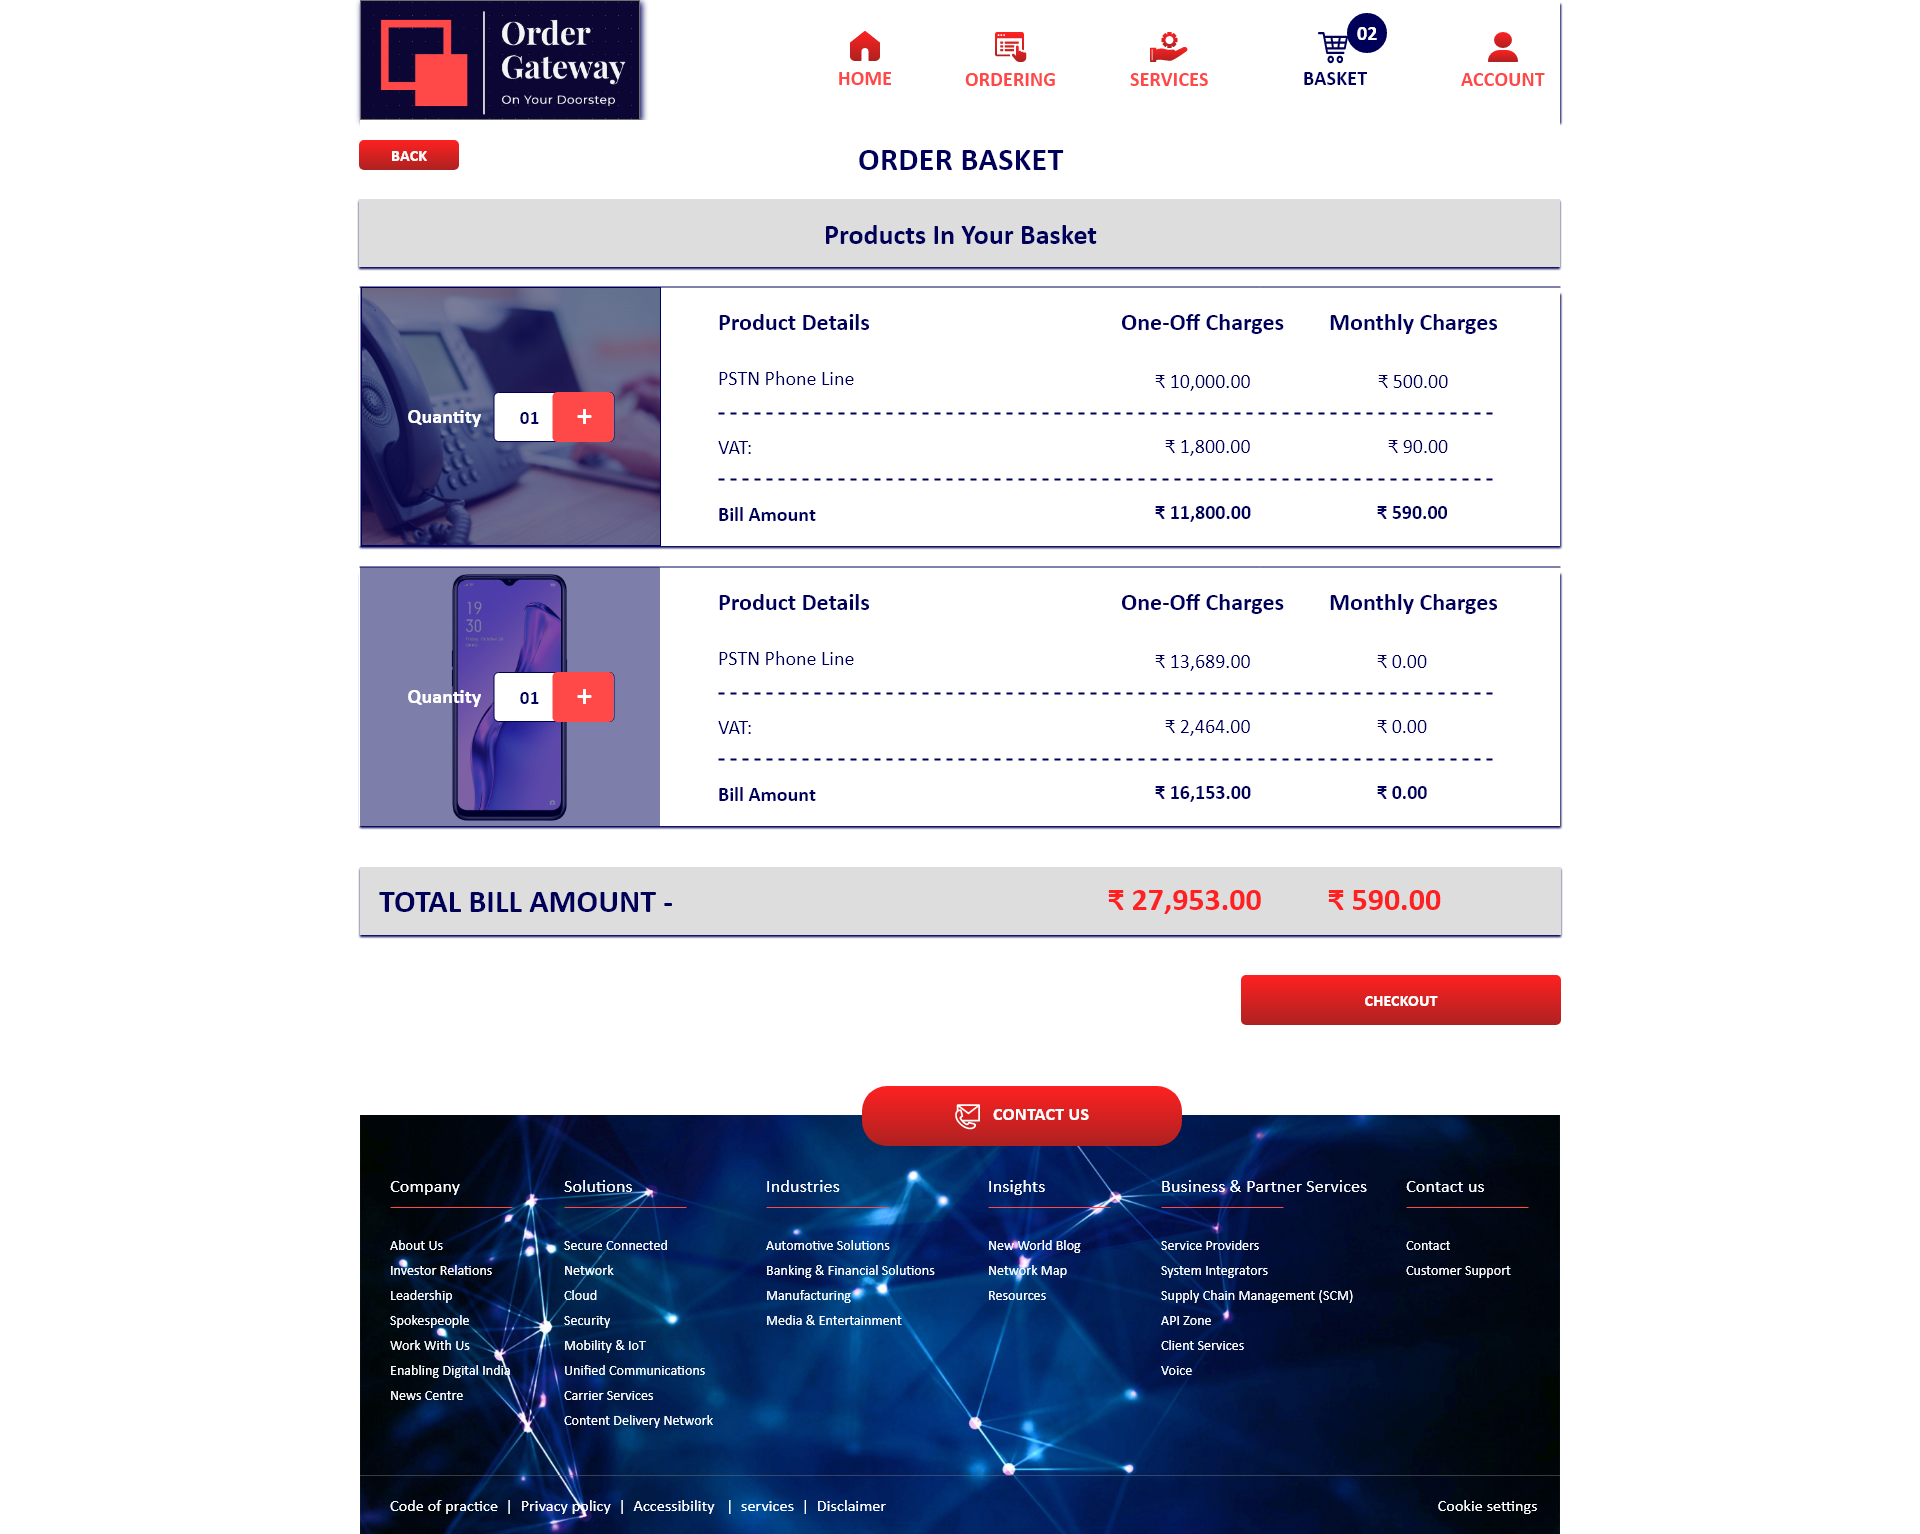 Order
Gateway
On Your Doorstep
HOME
ORDERING
SERVICES
02
BASKET
ACCOUNT
BACK
ORDER BASKET
Products In Your Basket
Quantity 01 +
Product Details One-Off Charges Monthly Charges
PSTN Phone Line ₹ 10,000.00 ₹ 500.00
VAT: ₹ 1,800.00 ₹ 90.00
Bill Amount ₹ 11,800.00 ₹ 590.00
19
30
Quantity 01 +
Product Details One-Off Charges Monthly Charges
PSTN Phone Line ₹ 13,689.00 ₹ 0.00
VAT: ₹ 2,464.00 ₹ 0.00
Bill Amount ₹ 16,153.00 ₹ 0.00
TOTAL BILL AMOUNT - ₹ 27,953.00 ₹ 590.00
CHECKOUT
CONTACT US
Company
About Us
Investor Relations
Leadership
Spokespeople
Work With Us
Enabling Digital India
News Centre
Solutions
Secure Connected
Network
Cloud
Security
Mobility & IoT
Unified Communications
Carrier Services
Content Delivery Network
Industries
Automotive Solutions
Banking & Financial Solutions
Manufacturing
Media & Entertainment
Insights
New World Blog
Network Map
Resources
Business & Partner Services
Service Providers
System Integrators
Supply Chain Management (SCM)
API Zone
Client Services
Voice
Contact us
Contact
Customer Support
Code of practice | Privacy policy | Accessibility | services | Disclaimer
Cookie settings